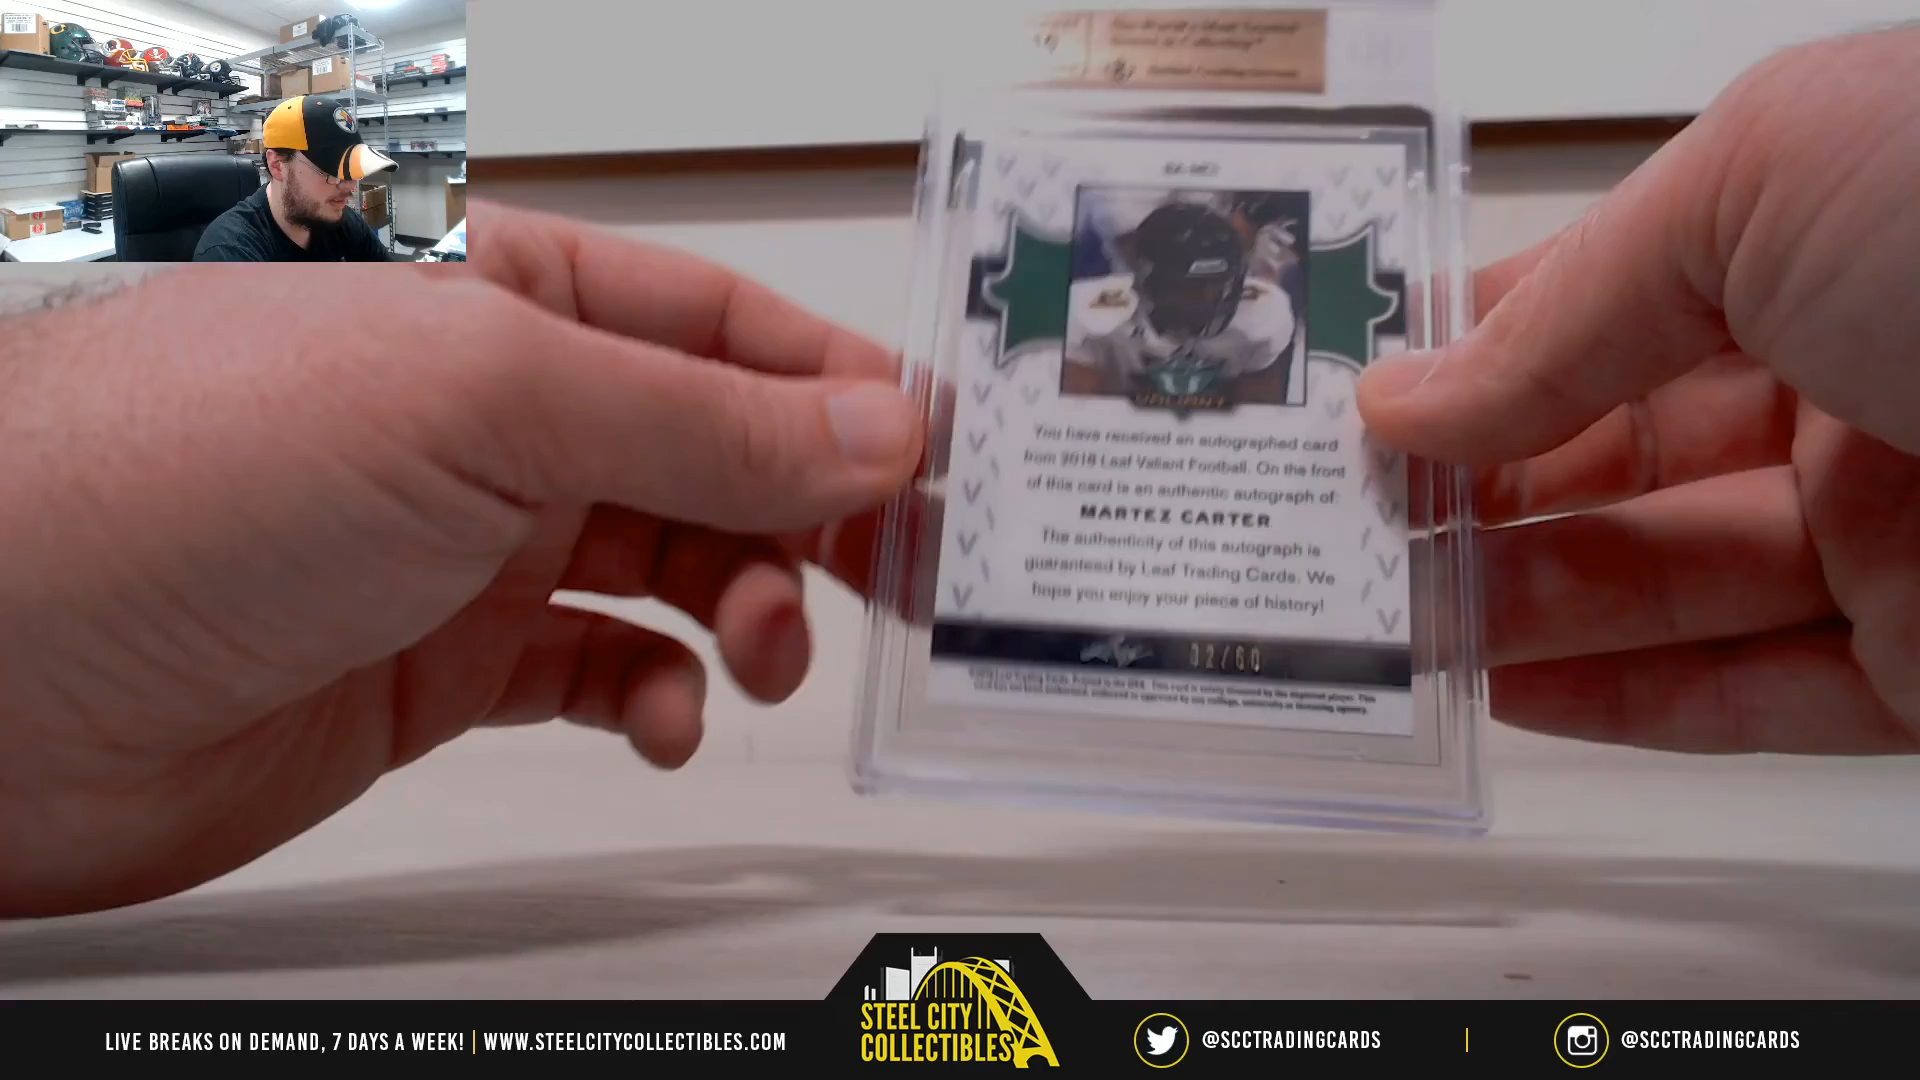 You have received an autographed card
from 2018 Leaf Valiant Football. On the front
of this card is an authentic autograph of:
MARTEZ CARTER
The authenticity of this autograph is
guaranteed by Leaf Trading Cards. We
hope you enjoy your piece of history!
VALIANT
32/60
LIVE BREAKS ON DEMAND, 7 DAYS A WEEK! | WWW.STEELCITYCOLLECTIBLES.COM
STEEL CITY
COLLECTIBLES
@SCCTRADINGCARDS
@SCCTRADINGCARDS